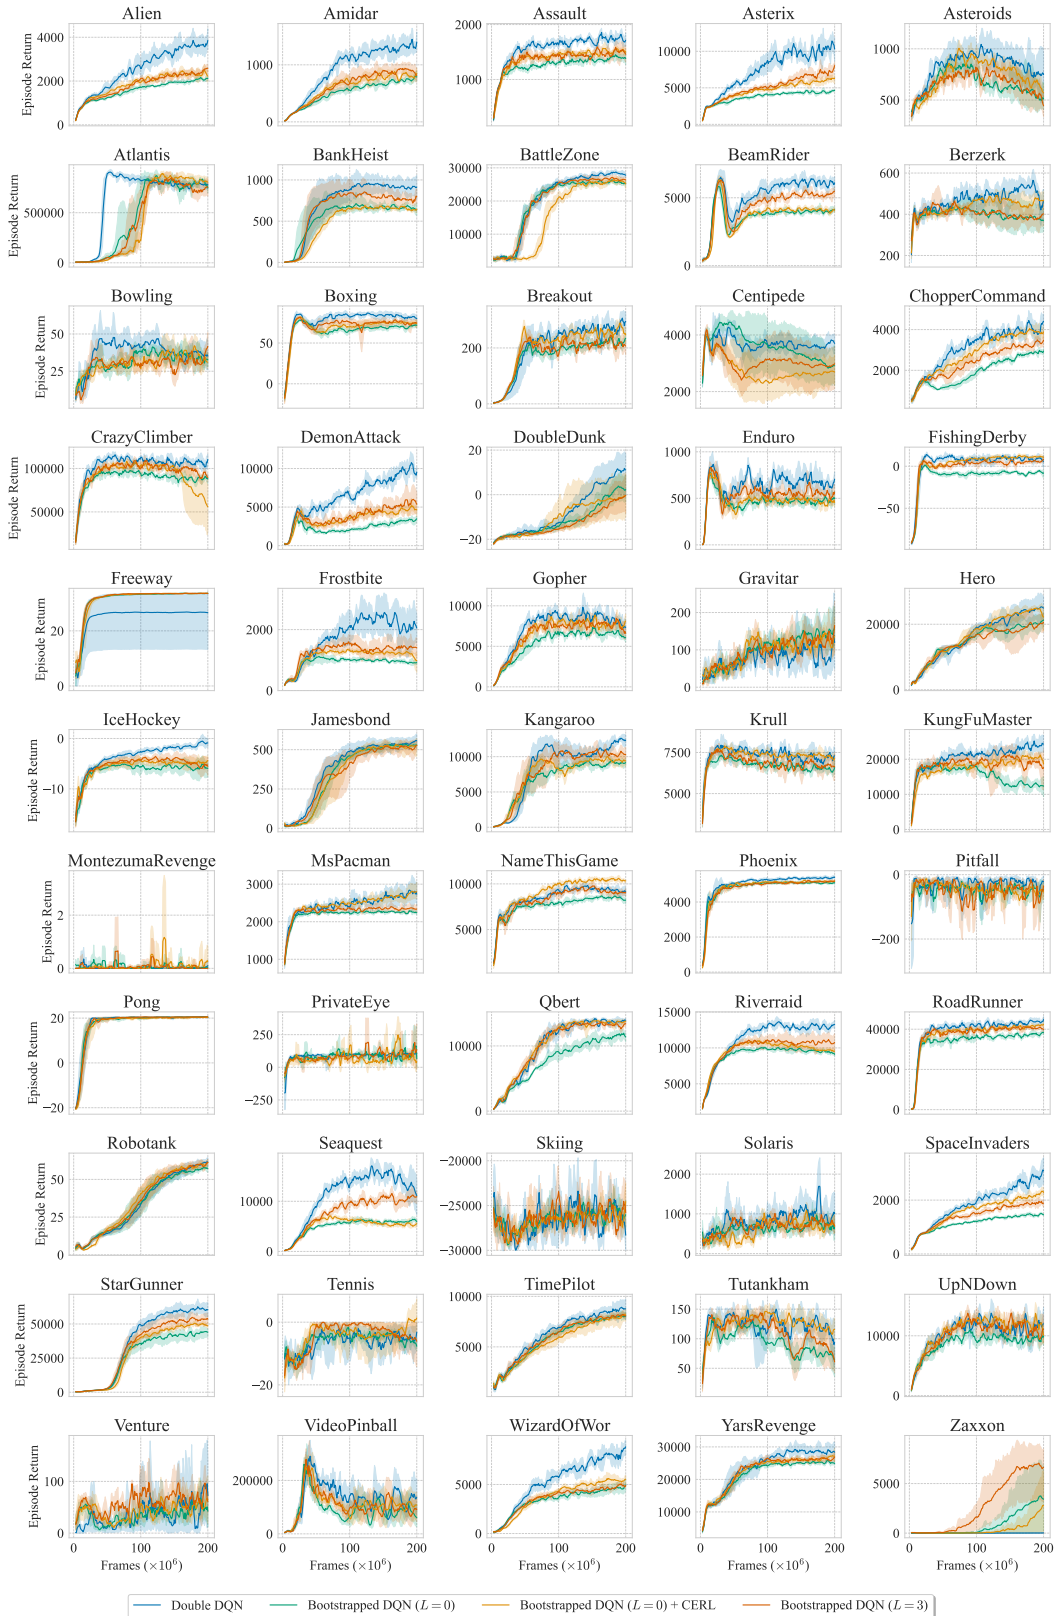 Alien Amidar Assault Asterix Asteroids
Episode Return
4000 2000 0
1000 0
2000 1000
10000 5000 0
1000 500
Atlantis BankHeist BattleZone BeamRider Berzerk
Episode Return
500000 0
1000 500 0
30000 20000 10000
5000 0
600 400 200
Bowling Boxing Breakout Centipede ChopperCommand
Episode Return
50 25
50 0
200 0
4000 2000
4000 2000 0
CrazyClimber DemonAttack DoubleDunk Enduro FishingDerby
Episode Return
100000 50000
10000 5000 0
20 0 −20
1000 500 0
0 −50
Freeway Frostbite Gopher Gravitar Hero
Episode Return
20 0
2000 0
10000 5000 0
200 100 0
20000 0
IceHockey Jamesbond Kangaroo Krull KungFuMaster
Episode Return
0 −10
500 250 0
10000 5000 0
7500 5000
20000 10000 0
MontezumaRevenge MsPacman NameThisGame Phoenix Pitfall
Episode Return
2 0
3000 2000 1000
10000 5000
4000 2000 0
0 −200
Pong PrivateEye Qbert Riverraid RoadRunner
Episode Return
20 0 −20
250 0 −250
10000 0
15000 10000 5000
40000 20000 0
Robotank Seaquest Skiing Solaris SpaceInvaders
Episode Return
50 25 0
10000 0
−20000 −25000 −30000
2000 1000 0
2000 0
StarGunner Tennis TimePilot Tutankham UpNDown
Episode Return
50000 25000 0
0 −20
10000 5000
150 100 50
10000 0
Venture VideoPinball WizardOfWor YarsRevenge Zaxxon
Episode Return
100 0
200000 0
5000 0
30000 20000 10000
5000 0
0 100 200 0 100 200 0 100 200 0 100 200 0 100 200
Frames (×10⁶) Frames (×10⁶) Frames (×10⁶) Frames (×10⁶) Frames (×10⁶)
Double DQN Bootstrapped DQN (L = 0) Bootstrapped DQN (L = 0) + CERL Bootstrapped DQN (L = 3)